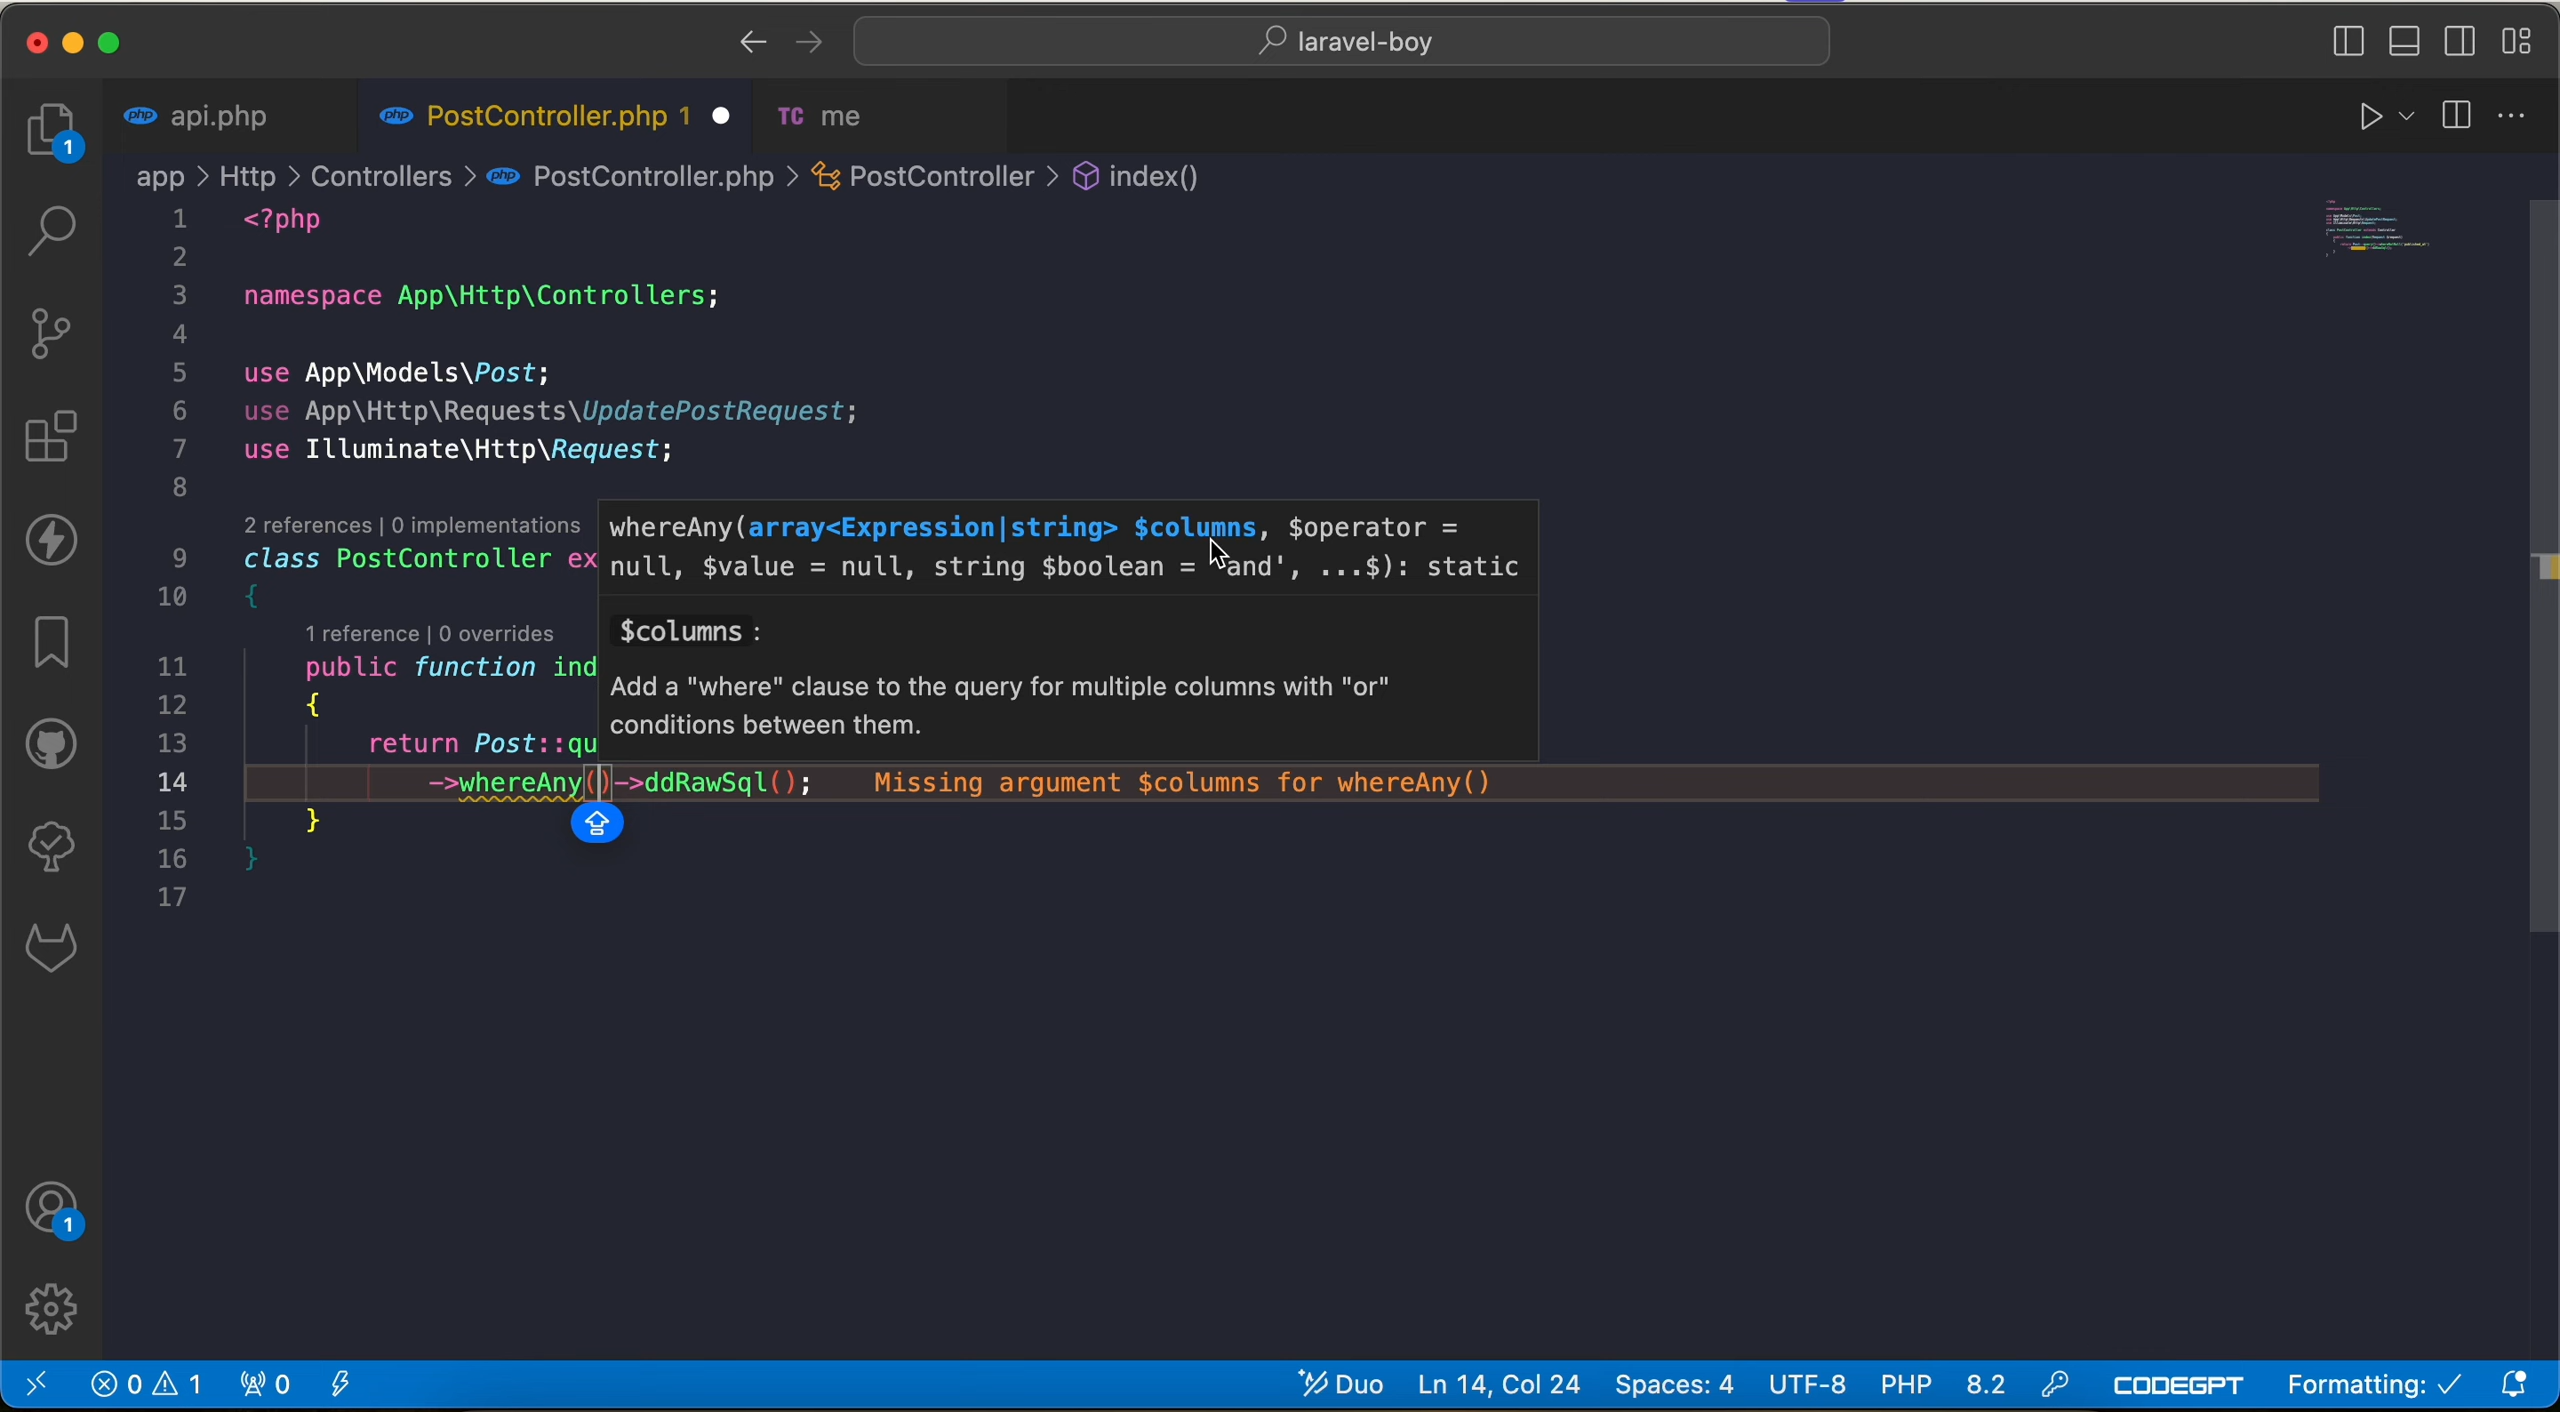 laravel-boy
php api.php
php PostController.php 1
TC me
app > Http > Controllers > php PostController.php > PostController > index()
1 <?php
2
3 namespace App\Http\Controllers;
4
5 use App\Models\Post;
6 use App\Http\Requests\UpdatePostRequest;
7 use Illuminate\Http\Request;
8
2 references | 0 implementations
9 class PostController ex
10 {
1 reference | 0 overrides
11 public function ind
12 {
13 return Post::qu
14 ->whereAny()->ddRawSql(); Missing argument $columns for whereAny()
15 }
16 }
17
whereAny(array<Expression|string> $columns, $operator =
null, $value = null, string $boolean = 'and', ...$): static
$columns:
Add a "where" clause to the query for multiple columns with "or"
conditions between them.
1
1
0 1 0 Duo Ln 14, Col 24 Spaces: 4 UTF-8 PHP 8.2 CODEGPT Formatting: ✓